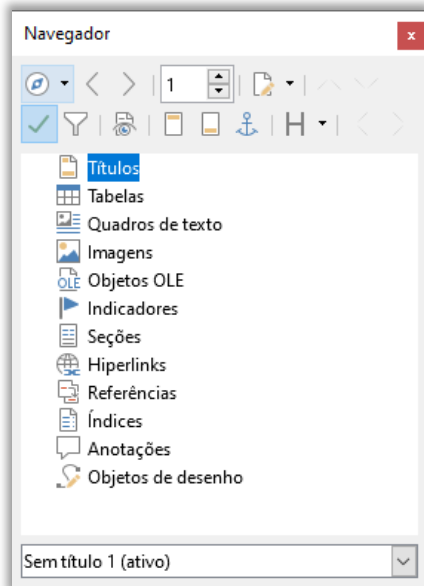 Navegador
1
Títulos
Tabelas
Quadros de texto
Imagens
OLE Objetos OLE
Indicadores
Seções
Hiperlinks
Referências
Índices
Anotações
Objetos de desenho
Sem título 1 (ativo)